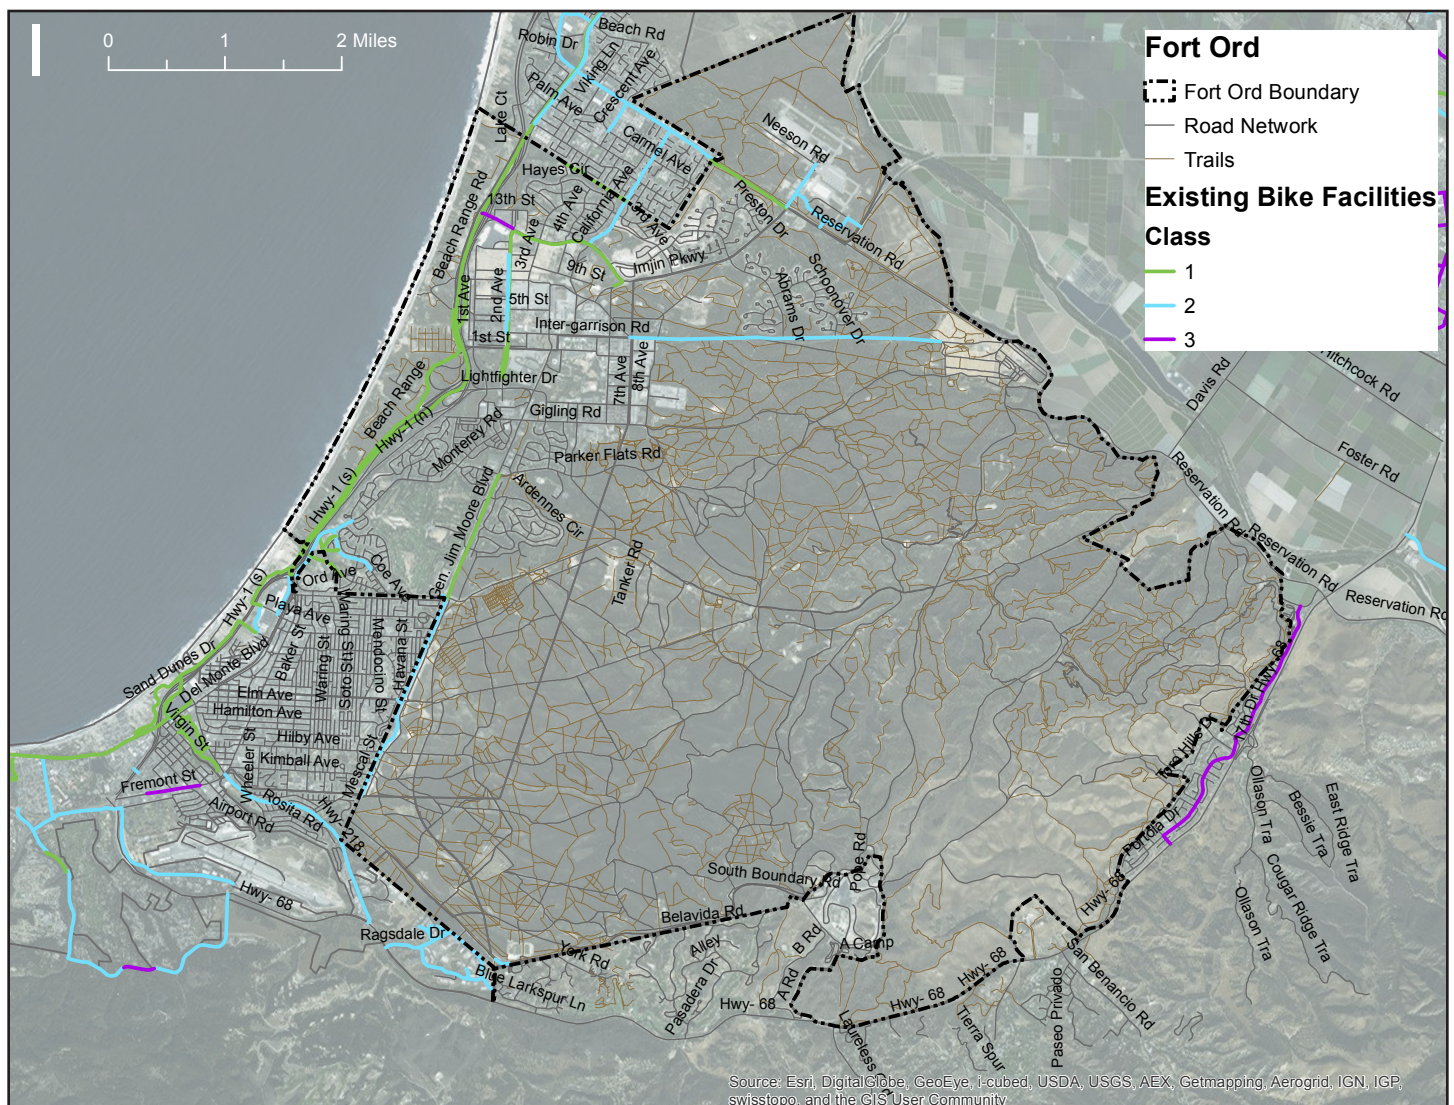 0 1 2 Miles
Fort Ord
Fort Ord Boundary
Road Network
Trails
Existing Bike Facilities
Class
1
2
3
Beach Rd
Robin Dr
Viking Ln
Crescent Ave
Palm Ave
Lake Ct
Carmel Ave
Neeson Rd
Hayes Cir
13th St
4th Ave
California Ave
3rd Ave
Preston Dr
Reservation Rd
Beach Range Rd
3rd Ave
9th St
Imjin Pkwy
Schoonover Dr
Abrams Dr
1st Ave
2nd Ave
5th St
Inter-garrison Rd
1st St
Lightfighter Dr
7th Ave
8th Ave
Beach Range
Hwy-1 (n)
Gigling Rd
Monterey Rd
Parker Flats Rd
Hitchcock Rd
Davis Rd
Foster Rd
Reservation Rd
Reservation Rd
Reservation Rd
Hwy-1 (s)
Gen. Jim Moore Blvd
Ardennes Cir
Tanker Rd
Coe Ave
Ord Ave
Hwy-1 (s)
Playa Ave
Waring St
Mendocino St
Havana St
Baker St
Waring St
Soto St
Sand Dunes Dr
Del Monte Blvd
Elm Ave
Hamilton Ave
Virgin St
Hilby Ave
Kimball Ave
Wheeler St
Mescal St
Fremont St
Airport Rd
Rosita Rd
Hwy- 218
Hwy- 68
Hwy-68
17th Dr
Toro Hills Dr
Portola Dr
Ollason Tra
Bessie Tra
East Ridge Tra
Cougar Ridge Tra
Ollason Tra
South Boundary Rd
Pope Rd
Belavida Rd
Hwy- 68
Ragsdale Dr
York Rd
Alley
B Rd
A Camp
Blue Larkspur Ln
Pasadera Dr
A Rd
Hwy- 68
Hwy- 68
Hwy- 68
San Benancio Rd
Laureless
Tierra Spur
Paseo Privado
Source: Esri, DigitalGlobe, GeoEye, i-cubed, USDA, USGS, AEX, Getmapping, Aerogrid, IGN, IGP,
swisstopo, and the GIS User Community